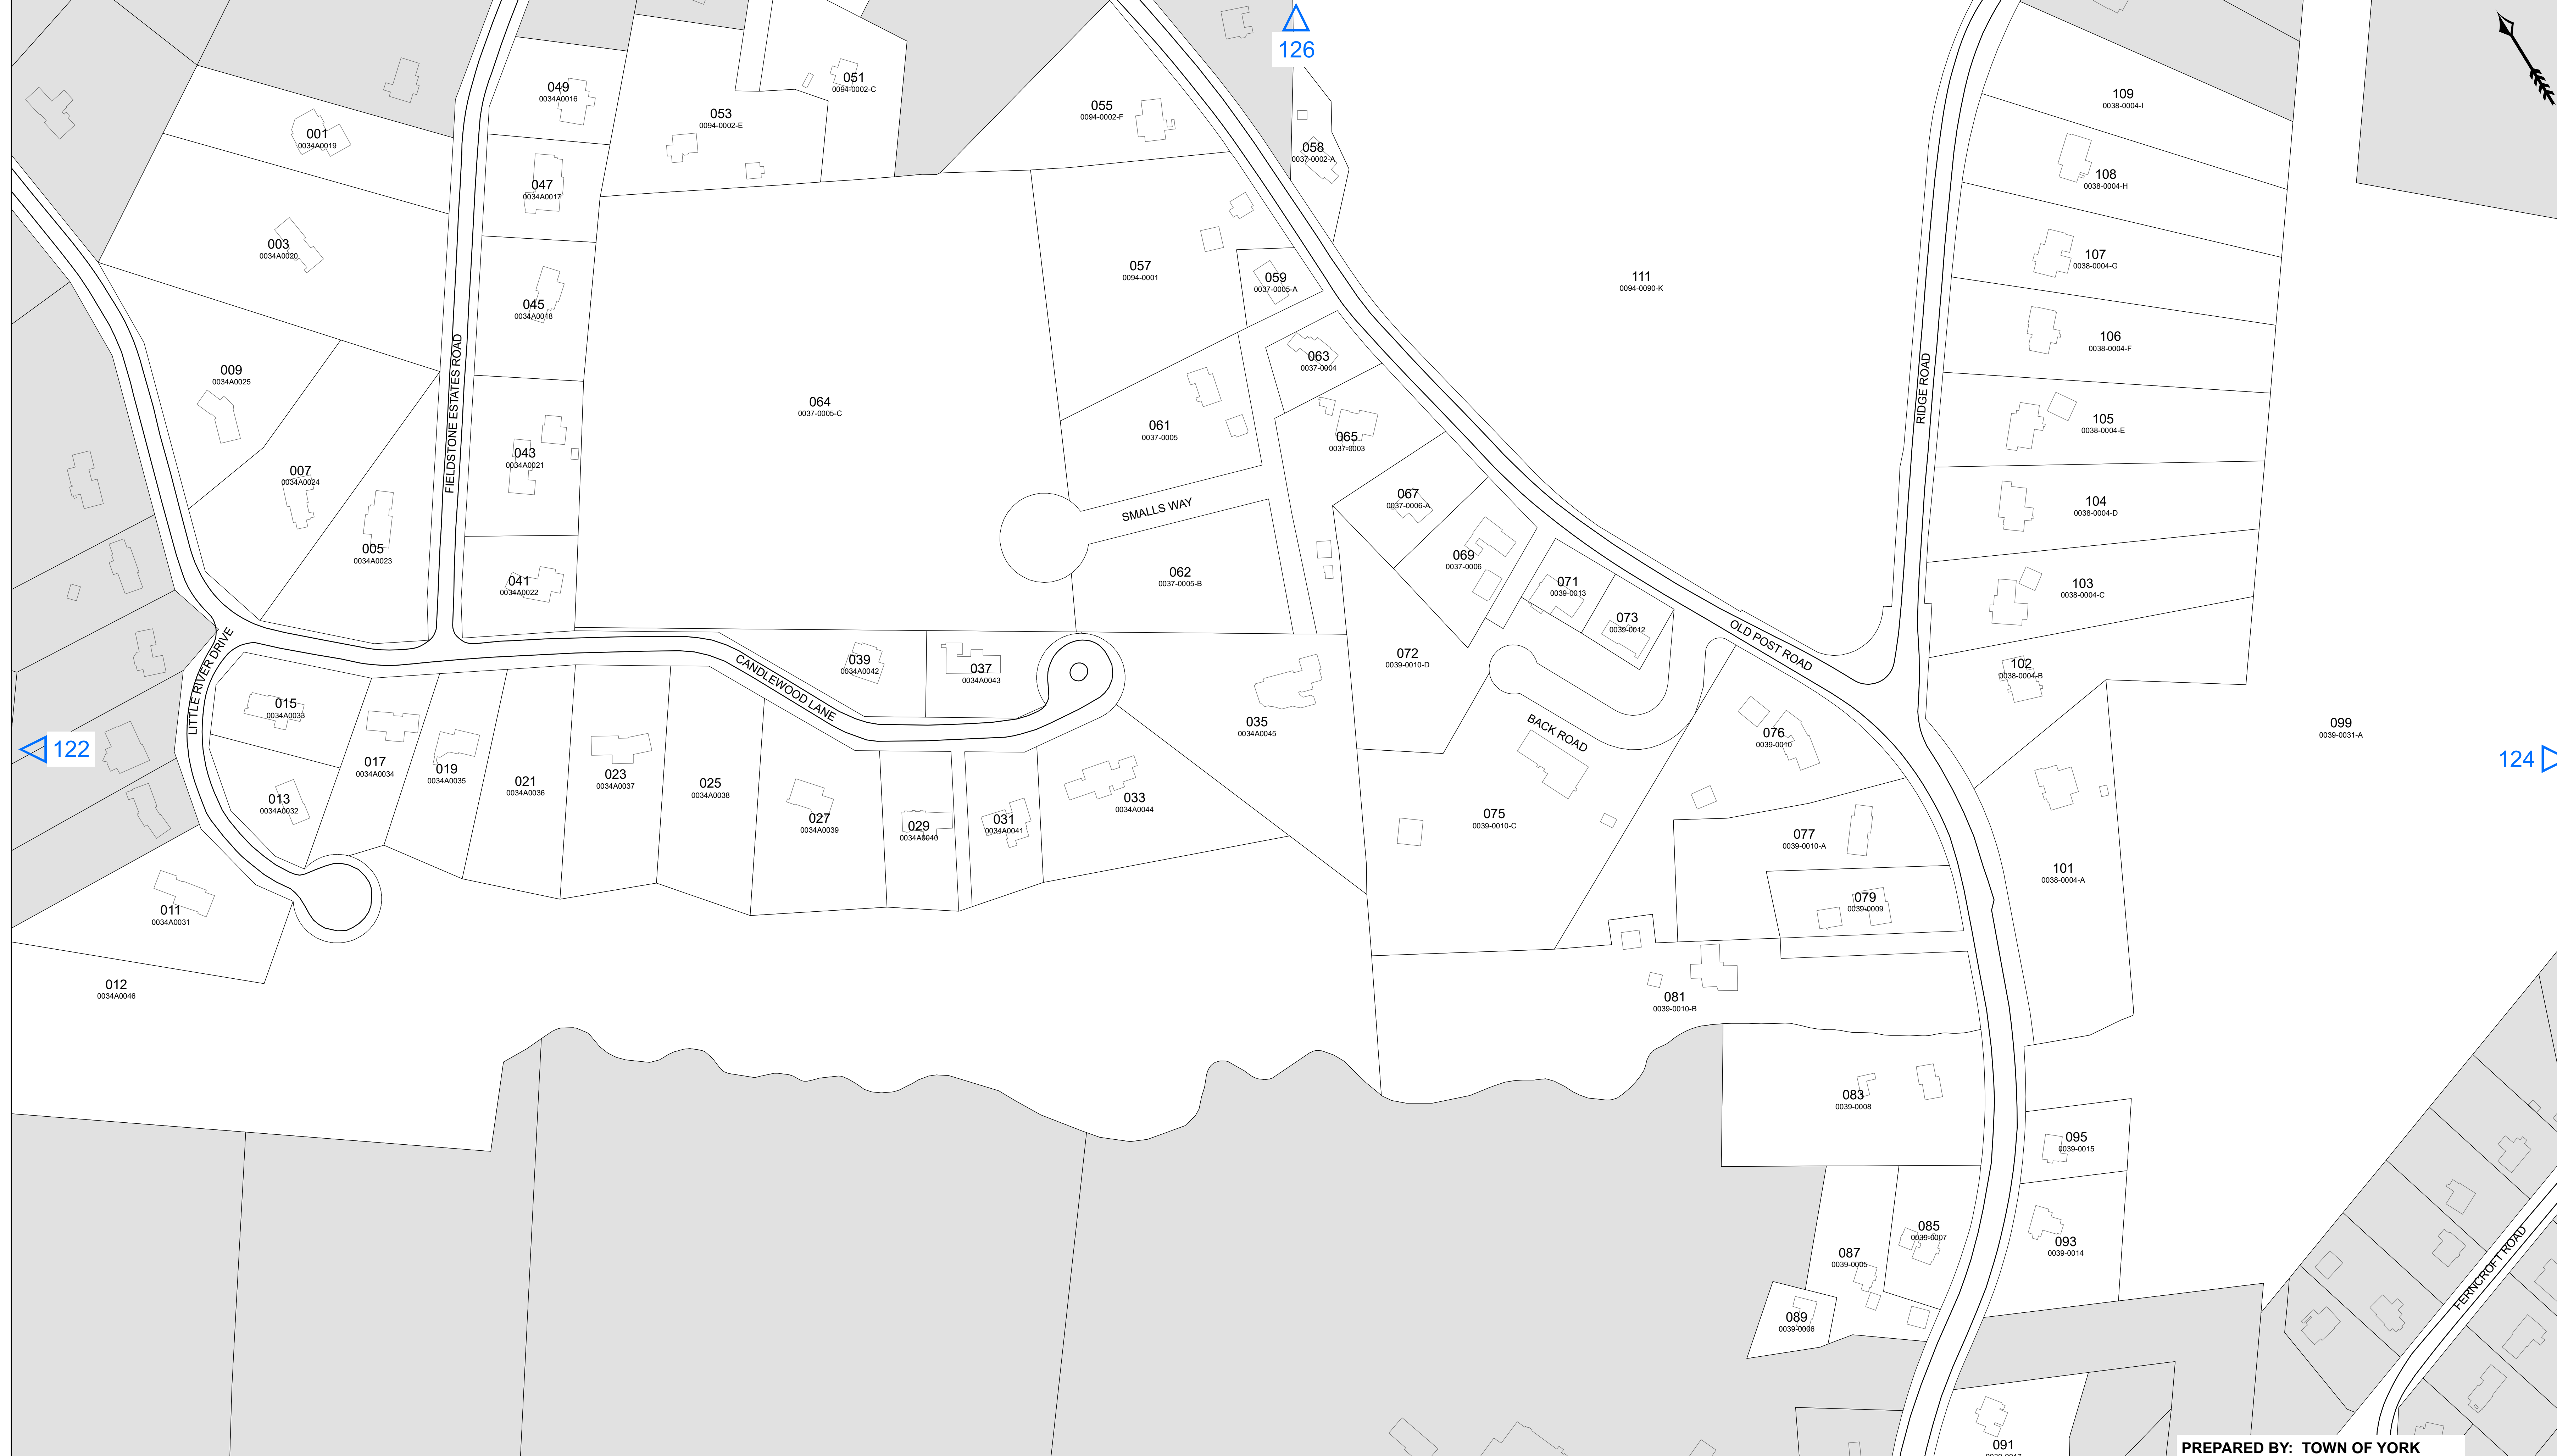 126
049
0034A0016
051
0094-0002-C
053
0094-0002-E
055
0094-0002-F
109
0038-0004-I
001
0034A0019
058
0037-0002-A
108
0038-0004-H
047
0034A0017
003
0034A0020
057
0094-0001
059
0037-0005-A
111
0094-0090-K
107
0038-0004-G
045
0034A0018
106
0038-0004-F
009
0034A0025
FIELDSTONE ESTATES ROAD
064
0037-0005-C
063
0037-0004
RIDGE ROAD
061
0037-0005
065
0037-0003
105
0038-0004-E
007
0034A0024
043
0034A0021
067
0037-0006-A
104
0038-0004-D
SMALLS WAY
005
0034A0023
069
0037-0006
041
0034A0022
062
0037-0005-B
071
0039-0013
103
0038-0004-C
073
0039-0012
OLD POST ROAD
LITTLE RIVER DRIVE
CANDLEWOOD LANE
039
0034A0042
037
0034A0043
072
0039-0010-D
102
0038-0004-B
015
0034A0033
035
0034A0045
BACK ROAD
076
0039-0010
099
0039-0031-A
122
124
017
0034A0034
019
0034A0035
021
0034A0036
023
0034A0037
025
0034A0038
013
0034A0032
027
0034A0039
029
0034A0040
031
0034A0041
033
0034A0044
075
0039-0010-C
077
0039-0010-A
101
0038-0004-A
079
0039-0009
011
0034A0031
012
0034A0046
081
0039-0010-B
083
0039-0008
095
0039-0015
085
0039-0007
093
0039-0014
087
0039-0005
FERNCROFT ROAD
089
0039-0006
091
PREPARED BY: TOWN OF YORK